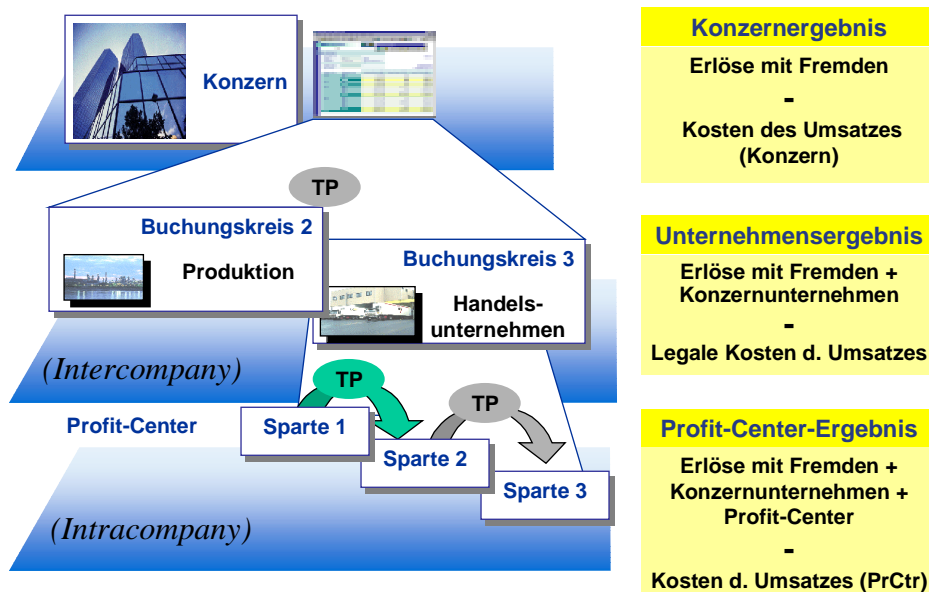 Konzern
TP
Buchungskreis 2
Produktion
Buchungskreis 3
Handels-
unternehmen
(Intercompany)
TP
TP
Profit-Center
Sparte 1
Sparte 2
Sparte 3
(Intracompany)
Konzernergebnis
Erlöse mit Fremden
-
Kosten des Umsatzes
(Konzern)
Unternehmensergebnis
Erlöse mit Fremden +
Konzernunternehmen
-
Legale Kosten d. Umsatzes
Profit-Center-Ergebnis
Erlöse mit Fremden +
Konzernunternehmen +
Profit-Center
-
Kosten d. Umsatzes (PrCtr)